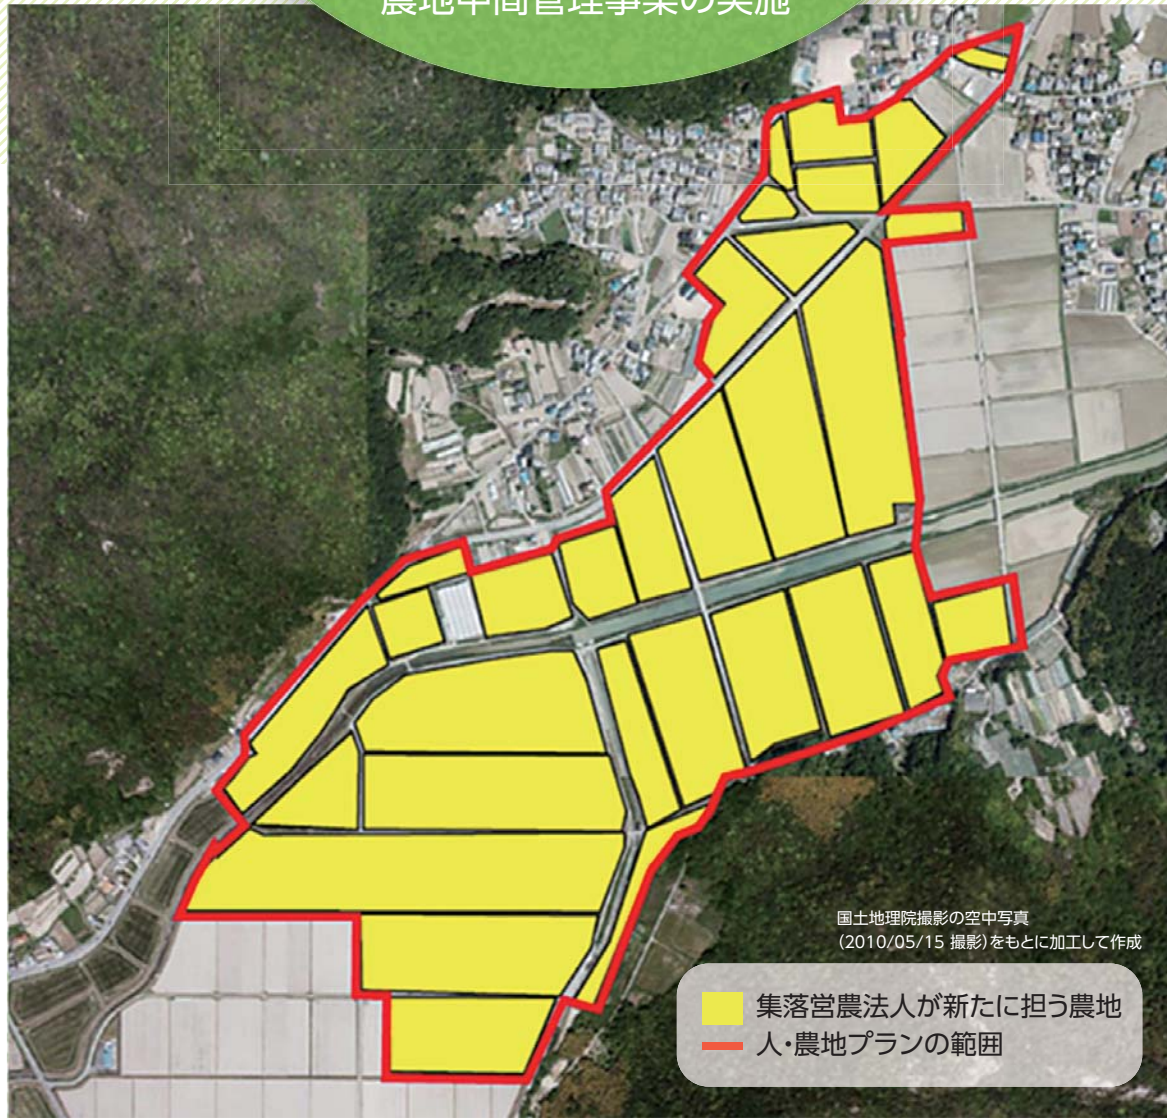 農地中間管理事業の実施
国土地理院撮影の空中写真
（2010/05/15 撮影）をもとに加工して作成
集落営農法人が新たに担う農地
人・農地プランの範囲